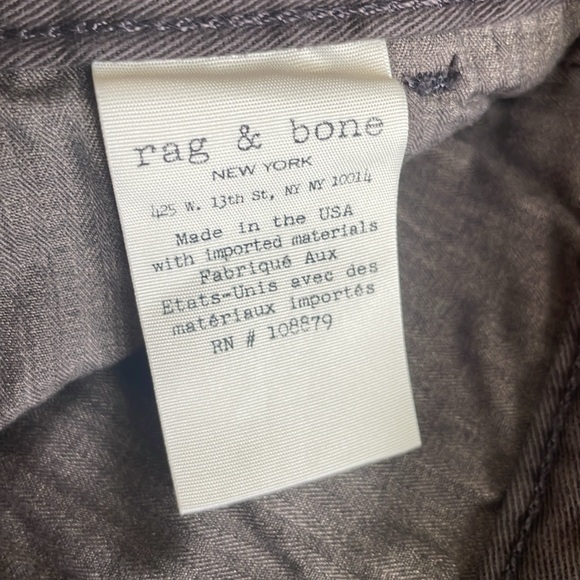 rag & bone
NEW YORK
425 W. 13th St, NY NY 10014
Made in the USA
with imported materials
Fabriqué Aux
Etats-Unis avec des
matériaux importés
RN # 108879